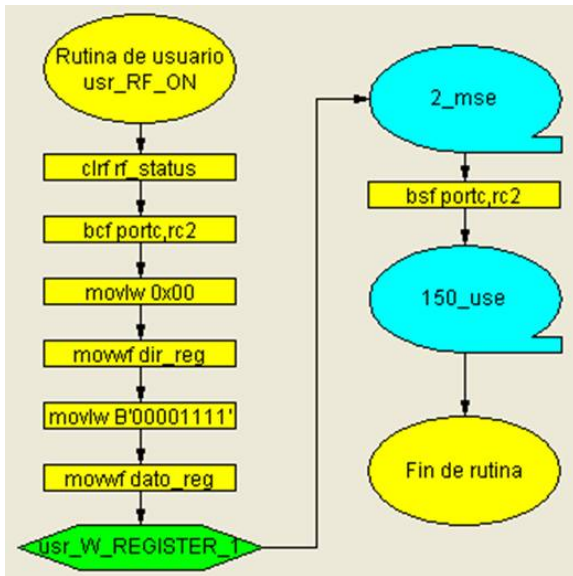 Rutina de usuario
usr_RF_ON
clrf rf_status
bcf portc,rc2
movlw 0x00
movwf dir_reg
movlw B'00001111'
movwf dato_reg
usr_W_REGISTER_1
2_mse
bsf portc,rc2
150_use
Fin de rutina